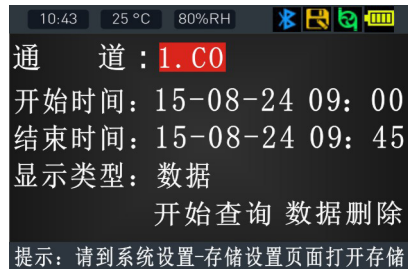 10:43 25 °C 80%RH
通 道：1.CO
开始时间：15-08-24 09：00
结束时间：15-08-24 09：45
显示类型：数据
开始查询 数据删除
提示：请到系统设置-存储设置页面打开存储